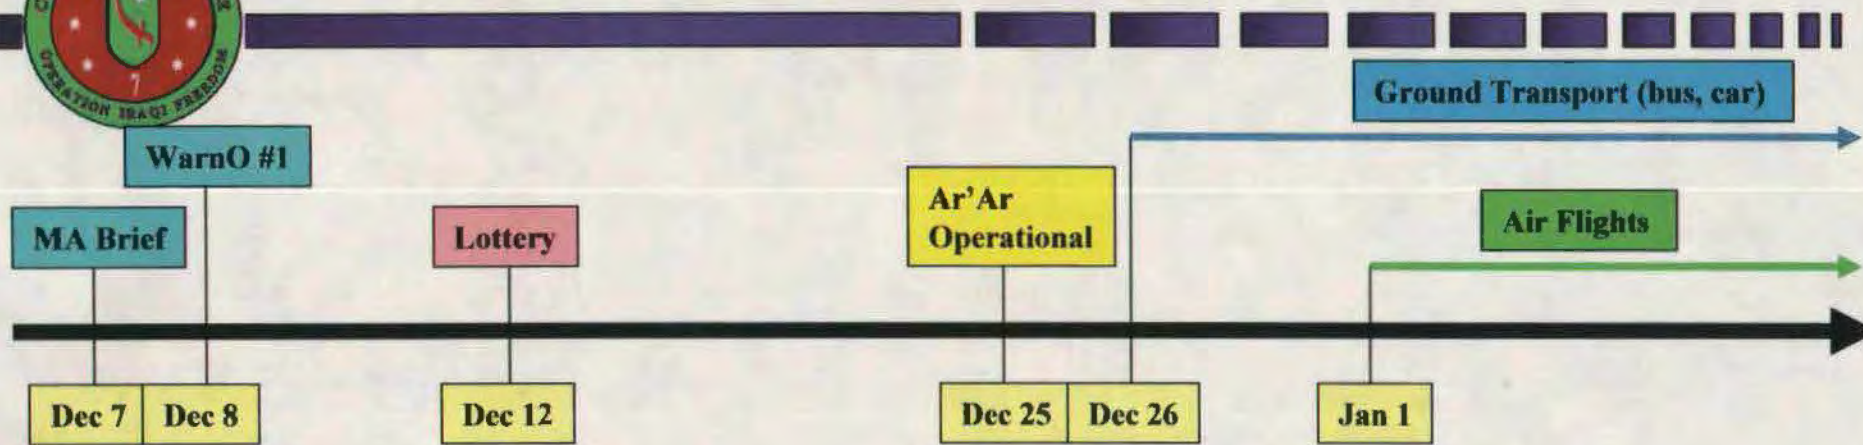 OPERATION IRAQI FREEDOM
7
Ground Transport (bus, car)
WarnO #1
MA Brief
Lottery
Ar'Ar
Operational
Air Flights
Dec 7
Dec 8
Dec 12
Dec 25
Dec 26
Jan 1